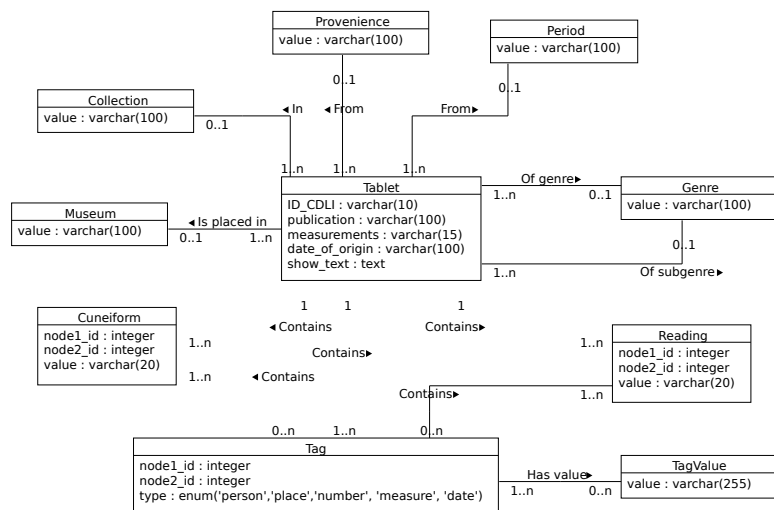 Provenience
value : varchar(100)
Period
value : varchar(100)
0..1
0..1
Collection
value : varchar(100)
0..1
◄ In
◄ From
From ►
1..n
1..n
1..n
Tablet
ID_CDLI : varchar(10)
publication : varchar(100)
measurements : varchar(15)
date_of_origin : varchar(100)
show_text : text
Of genre ►
1..n
0..1
Genre
value : varchar(100)
0..1
1..n
Of subgenre ►
Museum
value : varchar(100)
◄ Is placed in
0..1
1..n
1
1
1
Cuneiform
node1_id : integer
node2_id : integer
value : varchar(20)
◄ Contains
Contains ►
1..n
Contains ►
1..n
◄ Contains
1..n
Reading
node1_id : integer
node2_id : integer
value : varchar(20)
Contains ►
1..n
0..n
1..n
0..n
Tag
node1_id : integer
node2_id : integer
type : enum('person','place','number', 'measure', 'date')
Has value ►
1..n
0..n
TagValue
value : varchar(255)